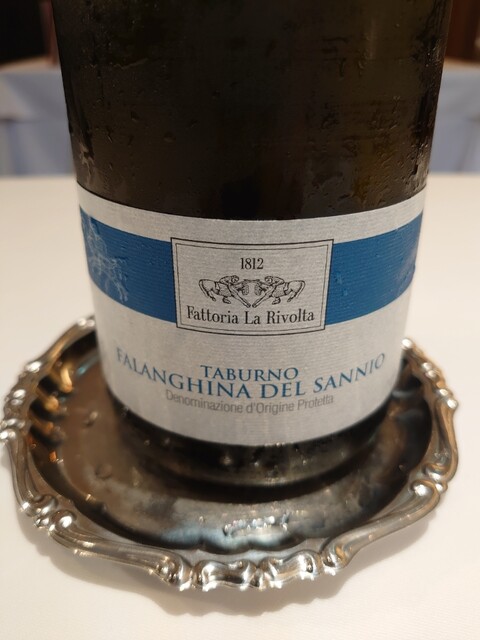 1812
Fattoria La Rivolta
TABURNO
FALANGHINA DEL SANNIO
Denominazione d'Origine Protetta